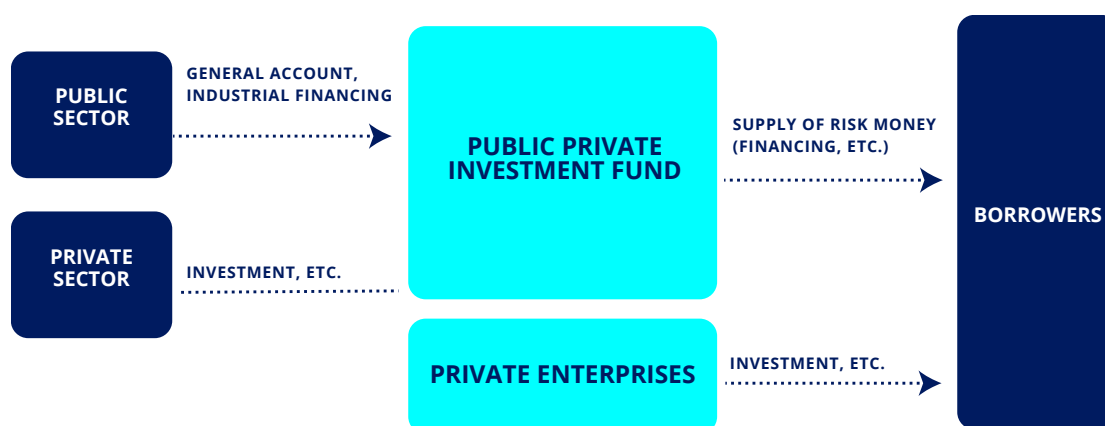 PUBLIC
SECTOR
GENERAL ACCOUNT,
INDUSTRIAL FINANCING
PUBLIC PRIVATE
INVESTMENT FUND
SUPPLY OF RISK MONEY
(FINANCING, ETC.)
BORROWERS
PRIVATE
SECTOR
INVESTMENT, ETC.
PRIVATE ENTERPRISES
INVESTMENT, ETC.